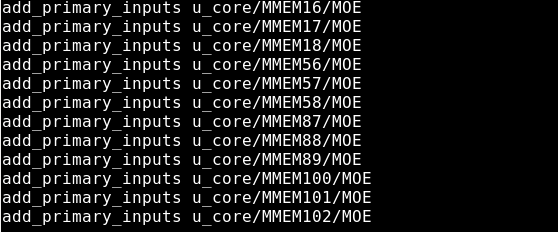 add_primary_inputs u_core/MMEM16/MOE
add_primary_inputs u_core/MMEM17/MOE
add_primary_inputs u_core/MMEM18/MOE
add_primary_inputs u_core/MMEM56/MOE
add_primary_inputs u_core/MMEM57/MOE
add_primary_inputs u_core/MMEM58/MOE
add_primary_inputs u_core/MMEM87/MOE
add_primary_inputs u_core/MMEM88/MOE
add_primary_inputs u_core/MMEM89/MOE
add_primary_inputs u_core/MMEM100/MOE
add_primary_inputs u_core/MMEM101/MOE
add_primary_inputs u_core/MMEM102/MOE